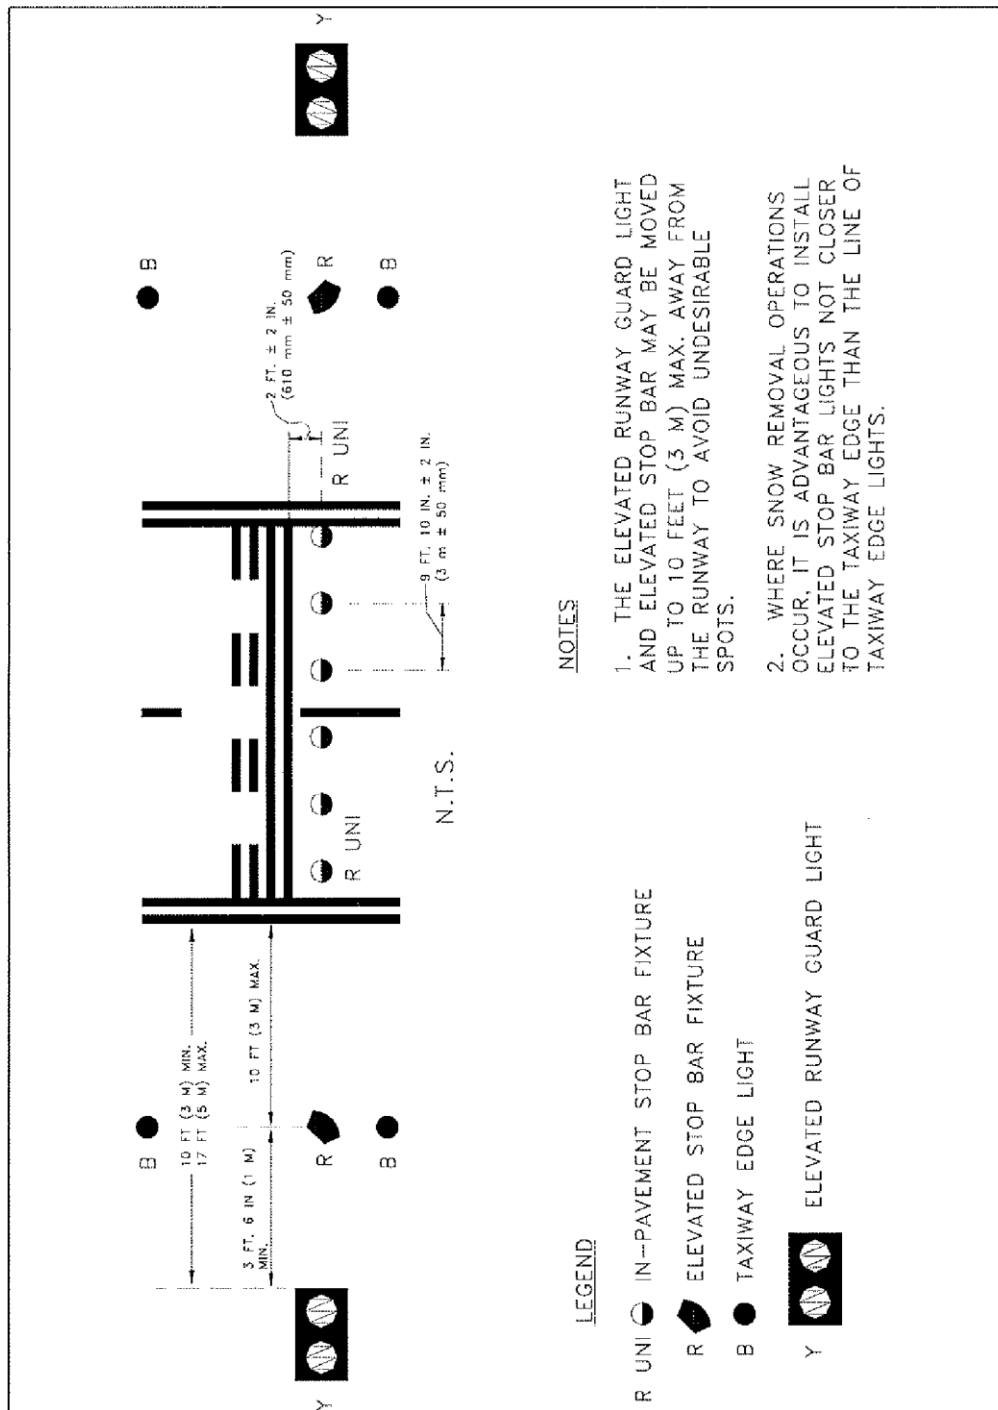 Y
B
R
B
10 FT (3 M) MIN.
17 FT (5 M) MAX.
3 FT. 6 IN (1 M)
MIN.
10 FT (3 M) MAX.
R UNI
R UNI
2 FT. ± 2 IN.
(610 mm ± 50 mm)
9 FT. 10 IN. ± 2 IN.
(3 m ± 50 mm)
B
R
B
Y
N.T.S.
LEGEND
R UNI IN-PAVEMENT STOP BAR FIXTURE
R ELEVATED STOP BAR FIXTURE
B TAXIWAY EDGE LIGHT
Y ELEVATED RUNWAY GUARD LIGHT
NOTES
1. THE ELEVATED RUNWAY GUARD LIGHT
AND ELEVATED STOP BAR MAY BE MOVED
UP TO 10 FEET (3 M) MAX. AWAY FROM
THE RUNWAY TO AVOID UNDESIRABLE
SPOTS.
2. WHERE SNOW REMOVAL OPERATIONS
OCCUR, IT IS ADVANTAGEOUS TO INSTALL
ELEVATED STOP BAR LIGHTS NOT CLOSER
TO THE TAXIWAY EDGE THAN THE LINE OF
TAXIWAY EDGE LIGHTS.